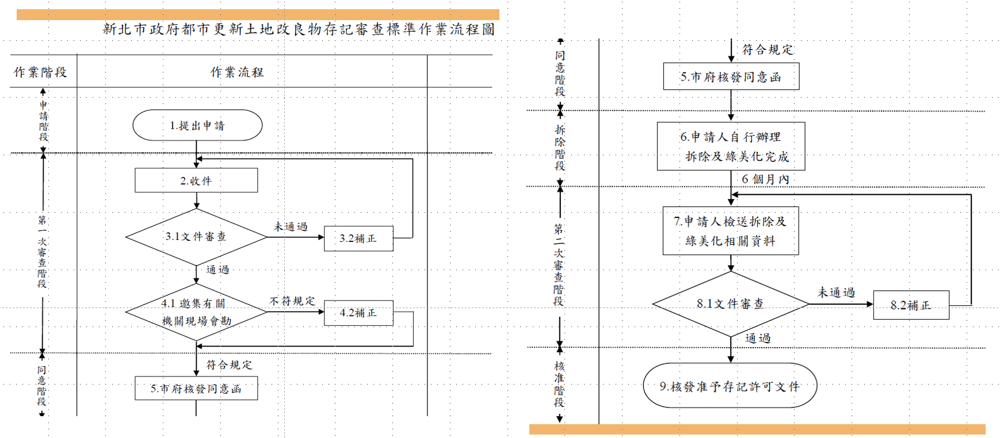 新北市政府都市更新土地改良物存記審查標準作業流程圖
作業階段
作業流程
申請階段
1.提出申請
第一次審查階段
2.收件
3.1文件審查
未通過
3.2補正
通過
4.1 邀集有關
機關現場會勘
不符規定
4.2補正
同意階段
符合規定
5.市府核發同意函
同意階段
符合規定
5.市府核發同意函
拆除階段
6.申請人自行辦理
拆除及綠美化完成
6 個月內
第二次審查階段
7.申請人檢送拆除及
綠美化相關資料
8.1文件審查
未通過
8.2補正
通過
核准階段
9.核發准予存記許可文件